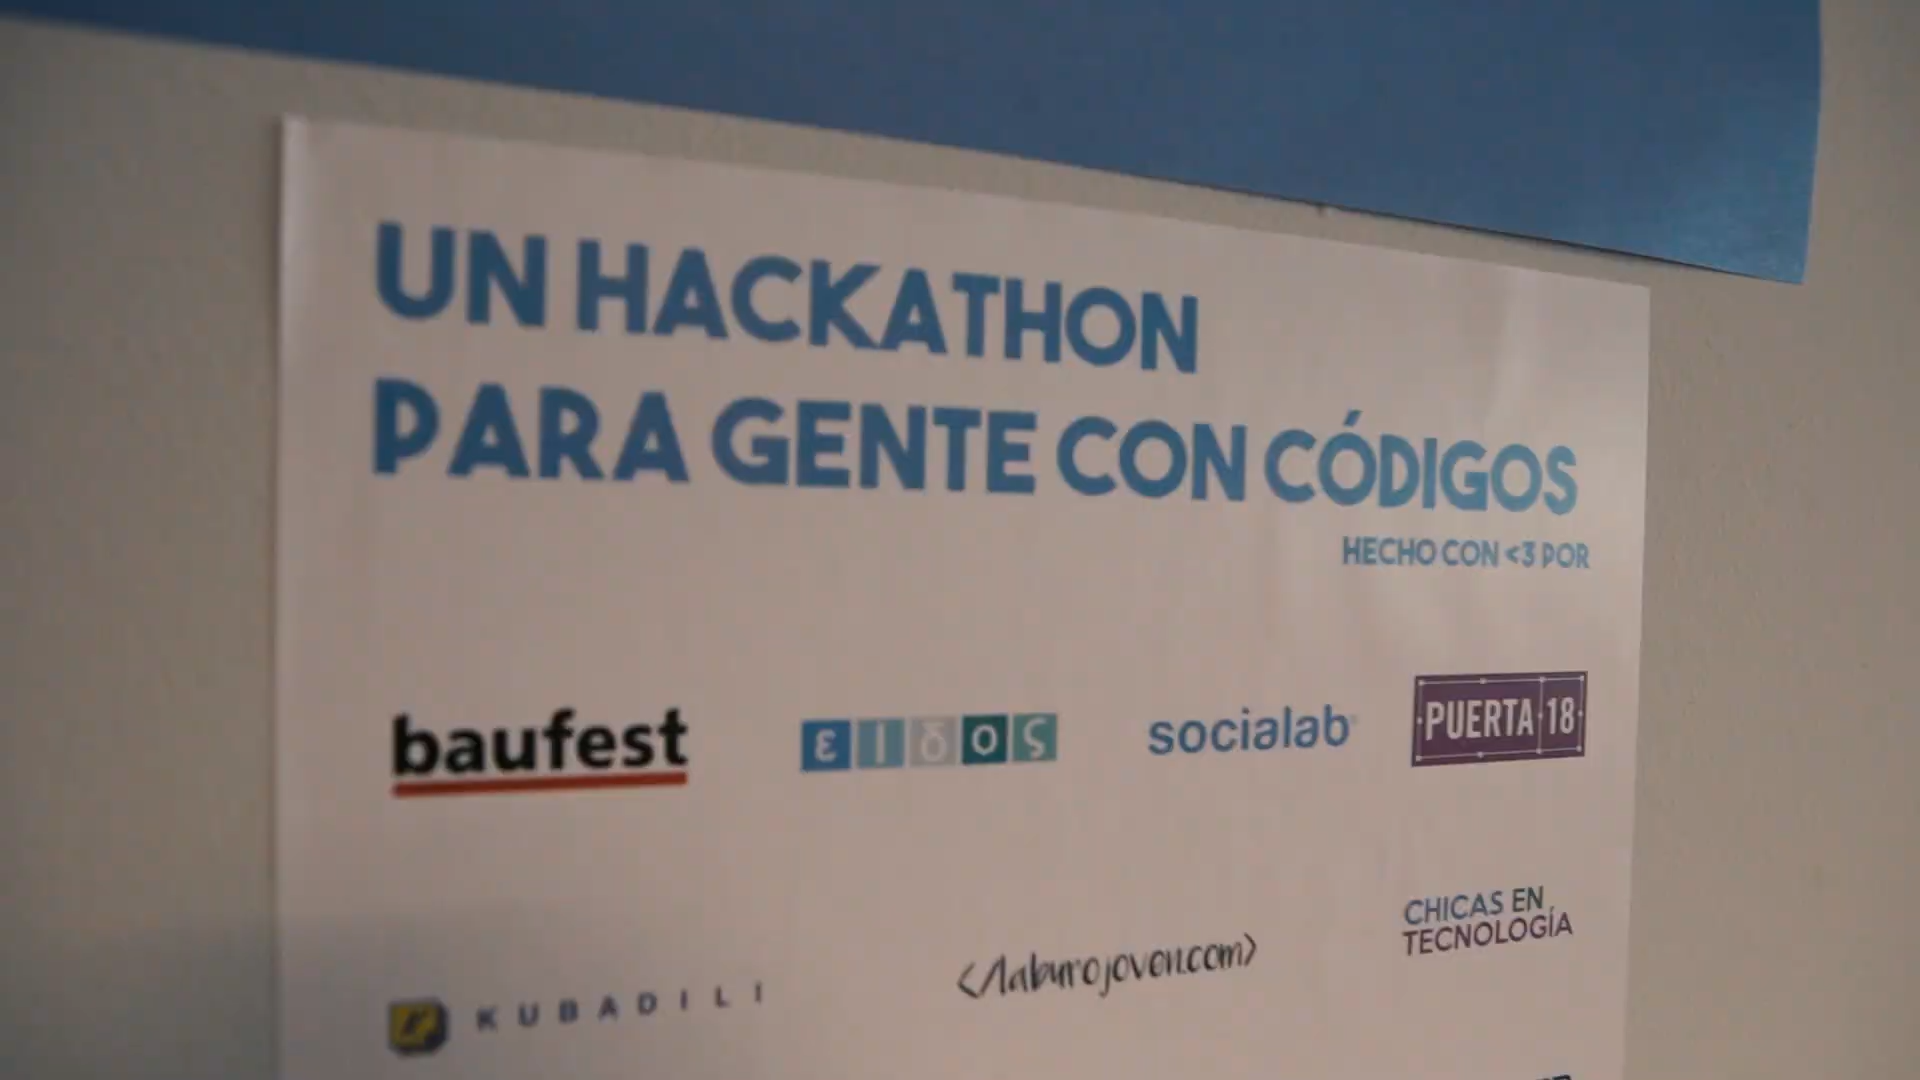 UN HACKATHON
PARA GENTE CON CÓDIGOS
HECHO CON <3 POR
baufest
ειδος
socialab
PUERTA 18
CHICAS EN
TECNOLOGÍA
</laburojoven.com>
KUBADILI